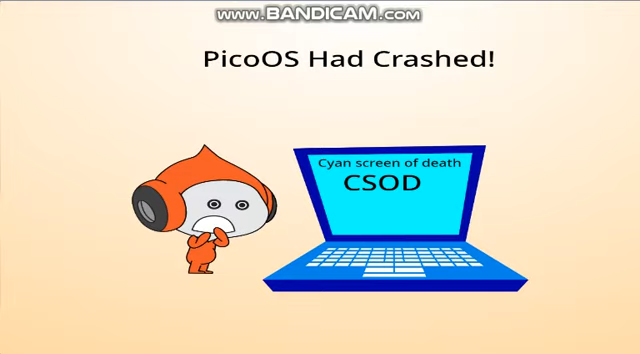 www.BANDICAM.com
PicoOS Had Crashed!
Cyan screen of death
CSOD